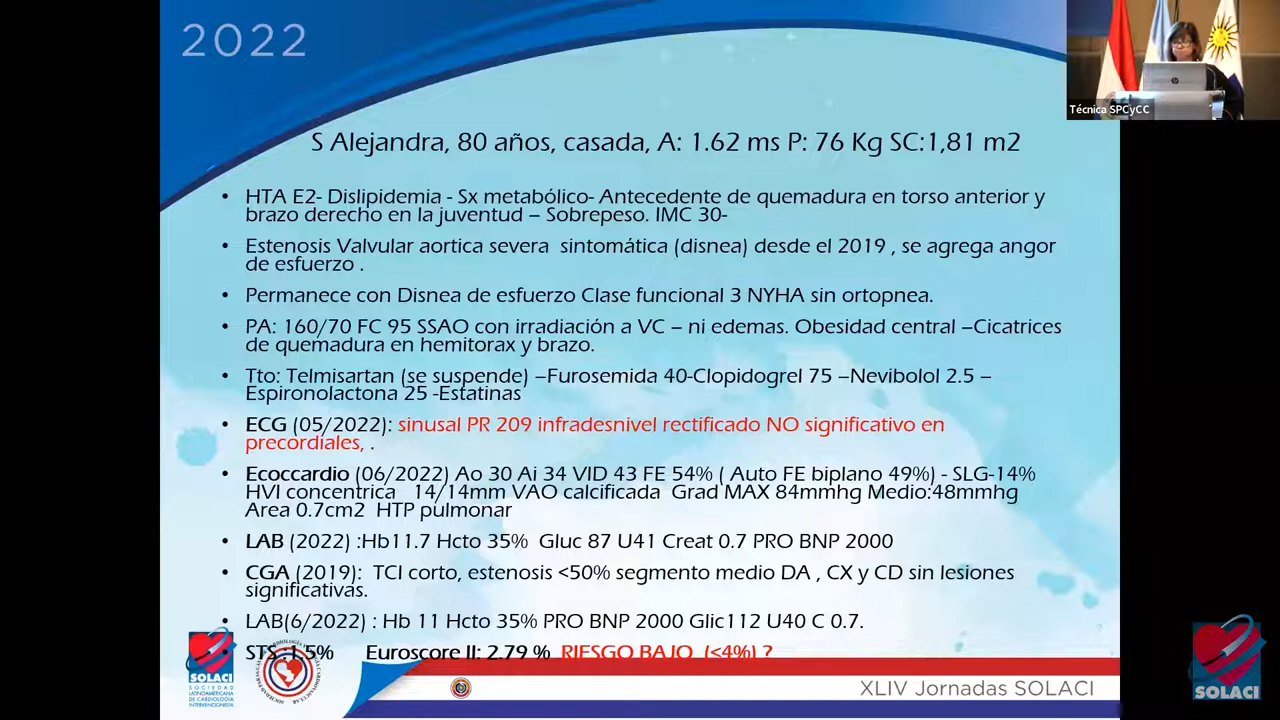 2022
Técnica SPCyCC
S Alejandra, 80 años, casada, A: 1.62 ms P: 76 Kg SC:1,81 m2
• HTA E2- Dislipidemia - Sx metabólico- Antecedente de quemadura en torso anterior y
brazo derecho en la juventud – Sobrepeso. IMC 30-
• Estenosis Valvular aortica severa sintomática (disnea) desde el 2019 , se agrega angor
de esfuerzo .
• Permanece con Disnea de esfuerzo Clase funcional 3 NYHA sin ortopnea.
• PA: 160/70 FC 95 SSAO con irradiación a VC – ni edemas. Obesidad central –Cicatrices
de quemadura en hemitorax y brazo.
• Tto: Telmisartan (se suspende) –Furosemida 40-Clopidogrel 75 –Nevibolol 2.5 –
Espironolactona 25 -Estatinas
• ECG (05/2022): sinusal PR 209 infradesnivel rectificado NO significativo en
precordiales, .
• Ecoccardio (06/2022) Ao 30 Ai 34 VID 43 FE 54% ( Auto FE biplano 49%) - SLG-14%
HVI concentrica 14/14mm VAO calcificada Grad MAX 84mmhg Medio:48mmhg
Area 0.7cm2 HTP pulmonar
• LAB (2022) :Hb11.7 Hcto 35% Gluc 87 U41 Creat 0.7 PRO BNP 2000
• CGA (2019): TCI corto, estenosis <50% segmento medio DA , CX y CD sin lesiones
significativas.
• LAB(6/2022) : Hb 11 Hcto 35% PRO BNP 2000 Glic112 U40 C 0.7.
• STS :1.5% Euroscore II: 2.79 % RIESGO BAJO (<4%) ?
SOLACI
SOCIEDAD
LATINOAMERICANA
DE CARDIOLOGIA
INTERVENCIONISTA
XLIV Jornadas SOLACI
SOLACI